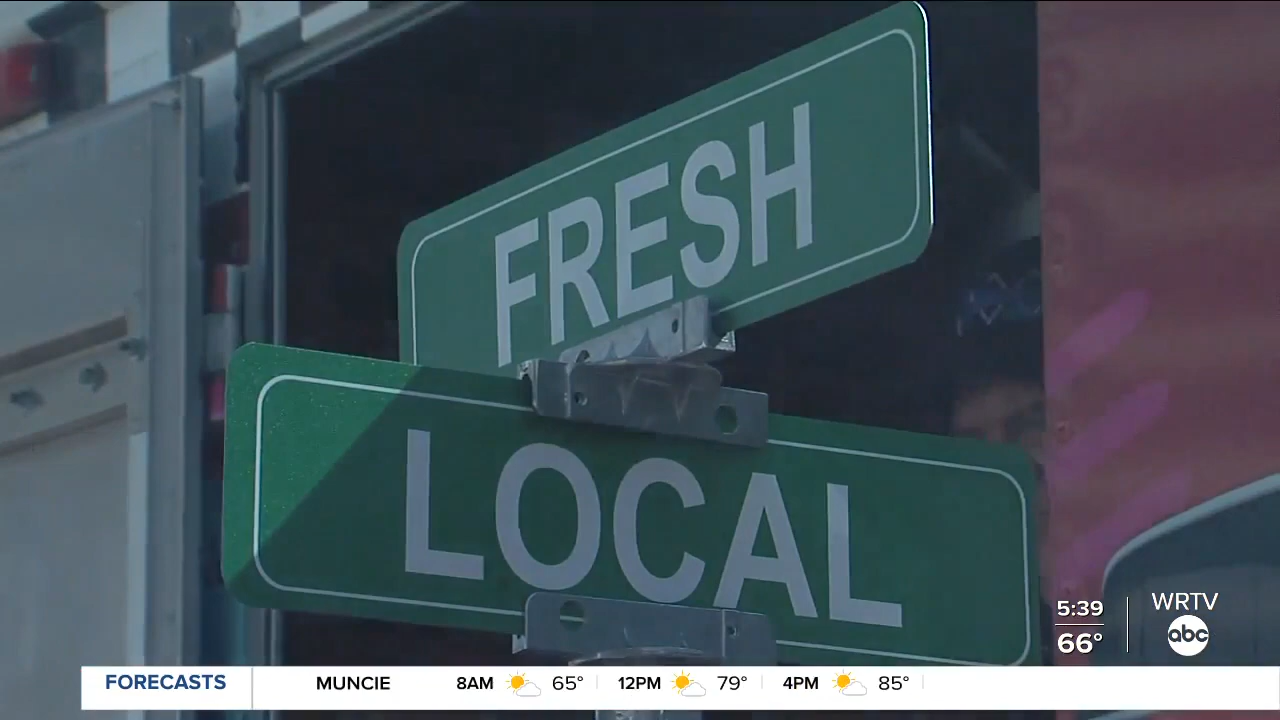 FRESH
LOCAL
5:39
66°
WRTV
abc
FORECASTS MUNCIE 8AM 65° 12PM 79° 4PM 85°